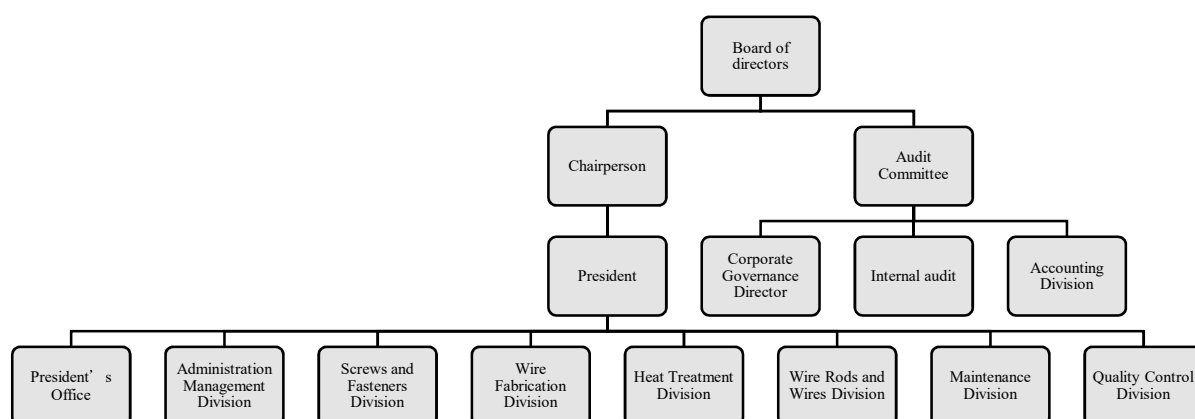 Board of
directors
Chairperson
Audit
Committee
President
Corporate
Governance
Director
Internal audit
Accounting
Division
President’s
Office
Administration
Management
Division
Screws and
Fasteners
Division
Wire
Fabrication
Division
Heat Treatment
Division
Wire Rods and
Wires Division
Maintenance
Division
Quality Control
Division